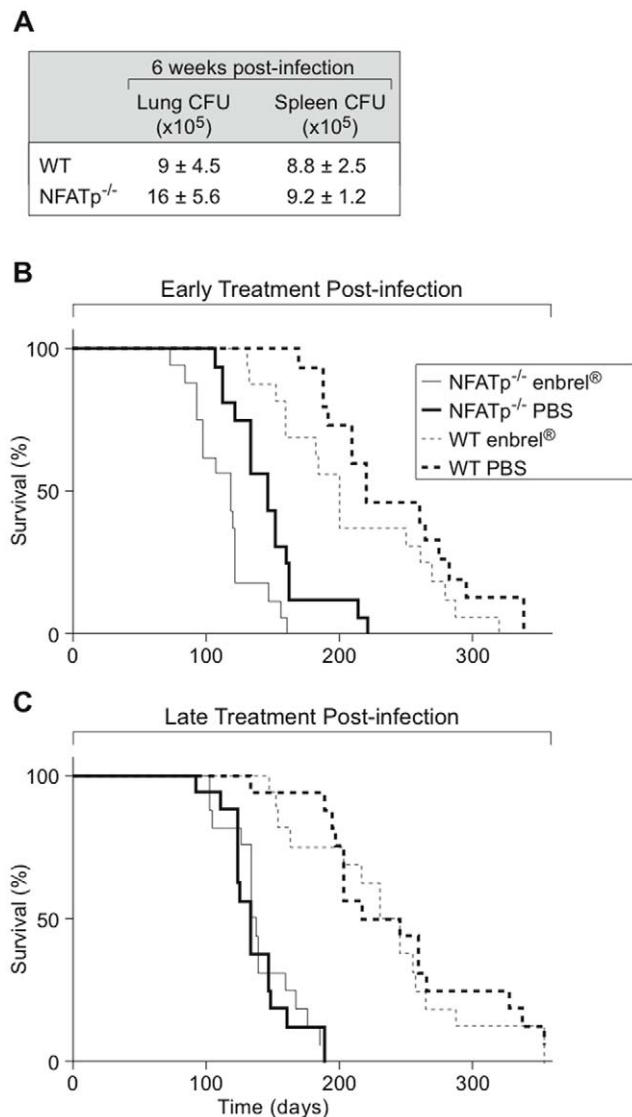 A
6 weeks post-infection
Lung CFU Spleen CFU
(x10⁵) (x10⁵)
WT 9 ± 4.5 8.8 ± 2.5
NFATp⁻/⁻ 16 ± 5.6 9.2 ± 1.2
B
Early Treatment Post-infection
100
50
0
Survival (%)
0 100 200 300
NFATp⁻/⁻ enbrel®
NFATp⁻/⁻ PBS
WT enbrel®
WT PBS
C
Late Treatment Post-infection
100
50
0
Survival (%)
0 100 200 300
Time (days)